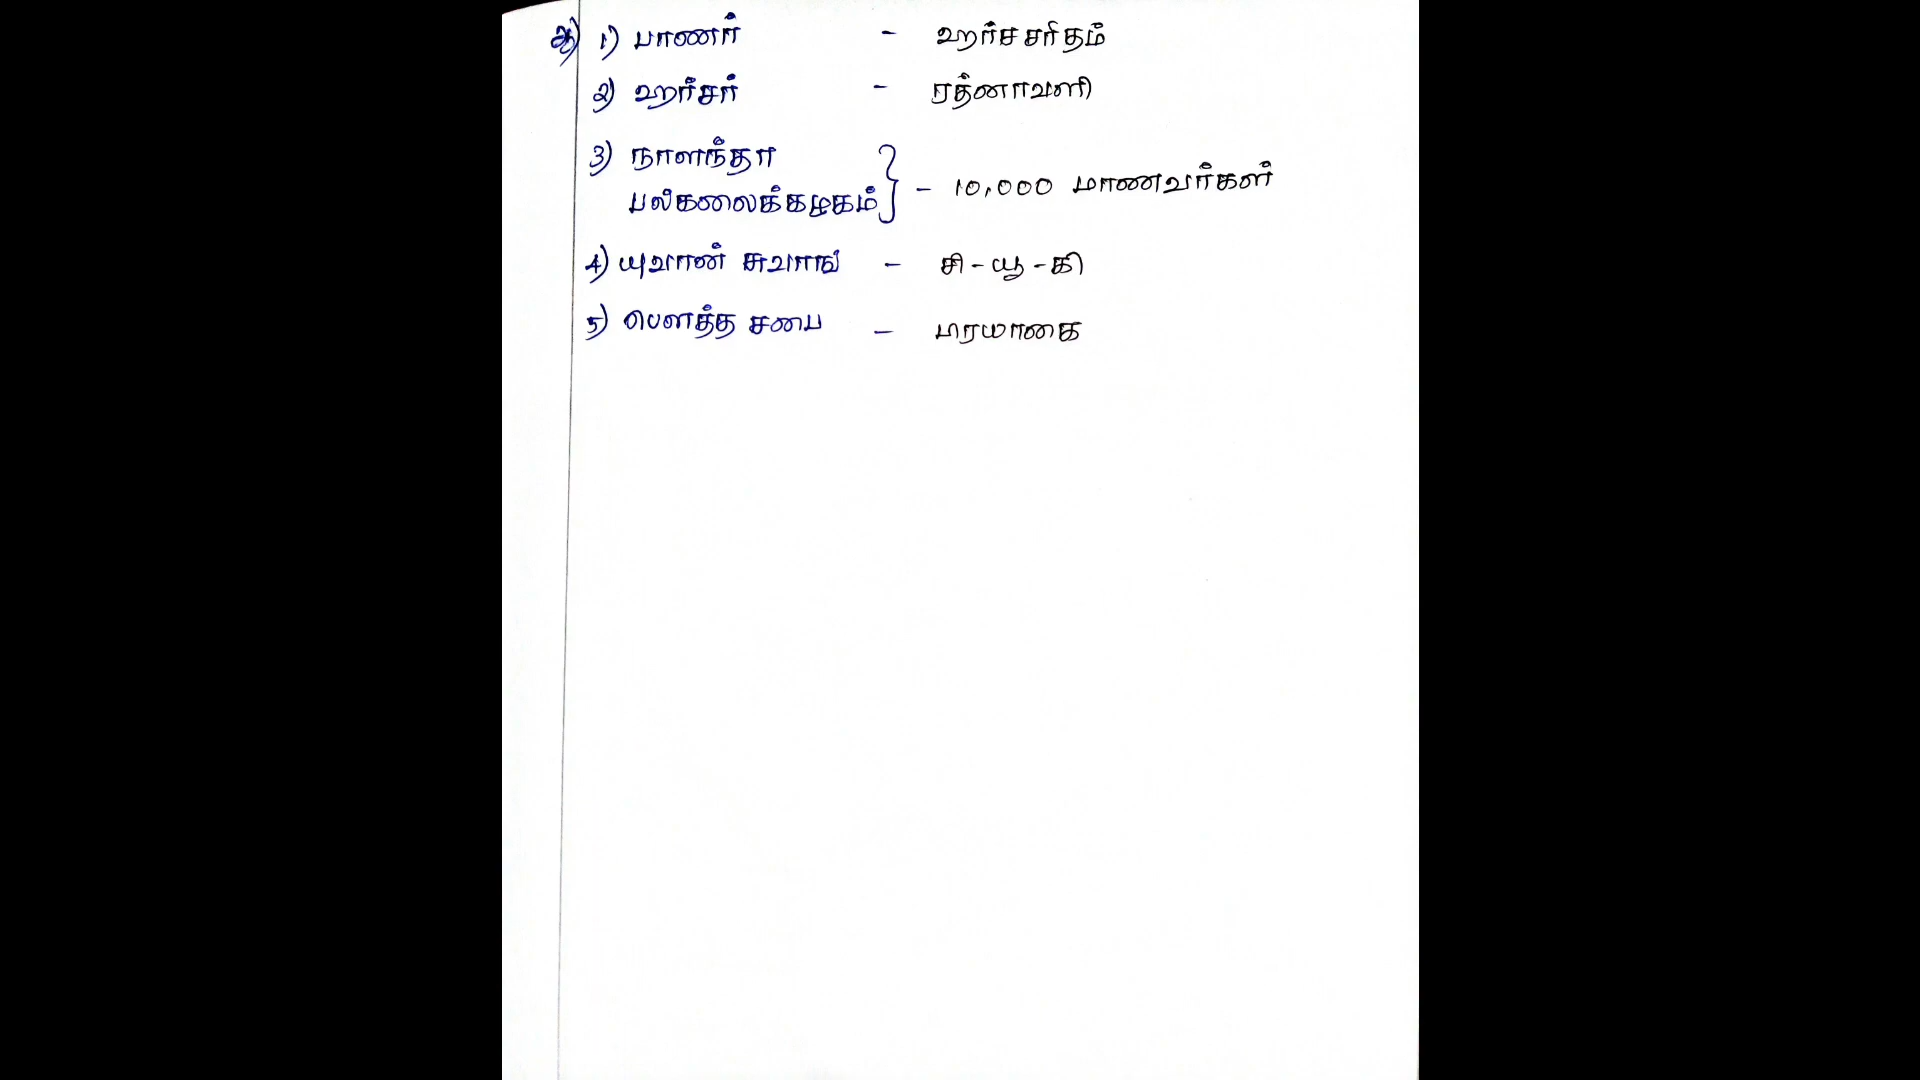 ஆ) 1) பாணர் - ஹர்சசரிதம்
2) ஹர்சர் - ரத்னாவளி
3) நாளந்தா
பல்கலைக்கழகம் } - 10,000 மாணவர்கள்
4) யுவான் சுவாங் - சி - யூ - கி
5) பௌத்த சபை - பிரயாகை